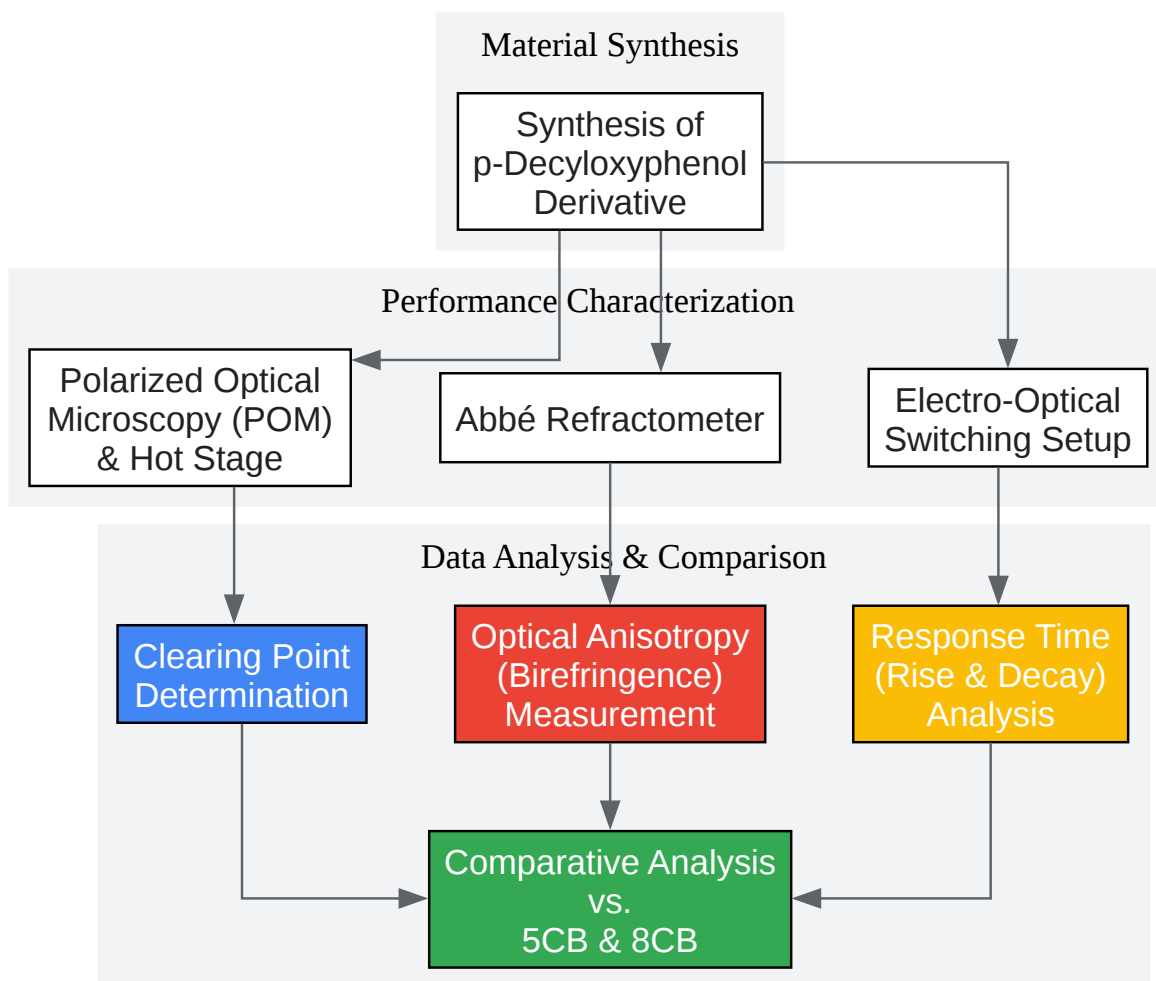 Material Synthesis
Synthesis of
p-Decyloxyphenol
Derivative
Performance Characterization
Polarized Optical
Microscopy (POM)
& Hot Stage
Abbé Refractometer
Electro-Optical
Switching Setup
Data Analysis & Comparison
Clearing Point
Determination
Optical Anisotropy
(Birefringence)
Measurement
Response Time
(Rise & Decay)
Analysis
Comparative Analysis
vs.
5CB & 8CB